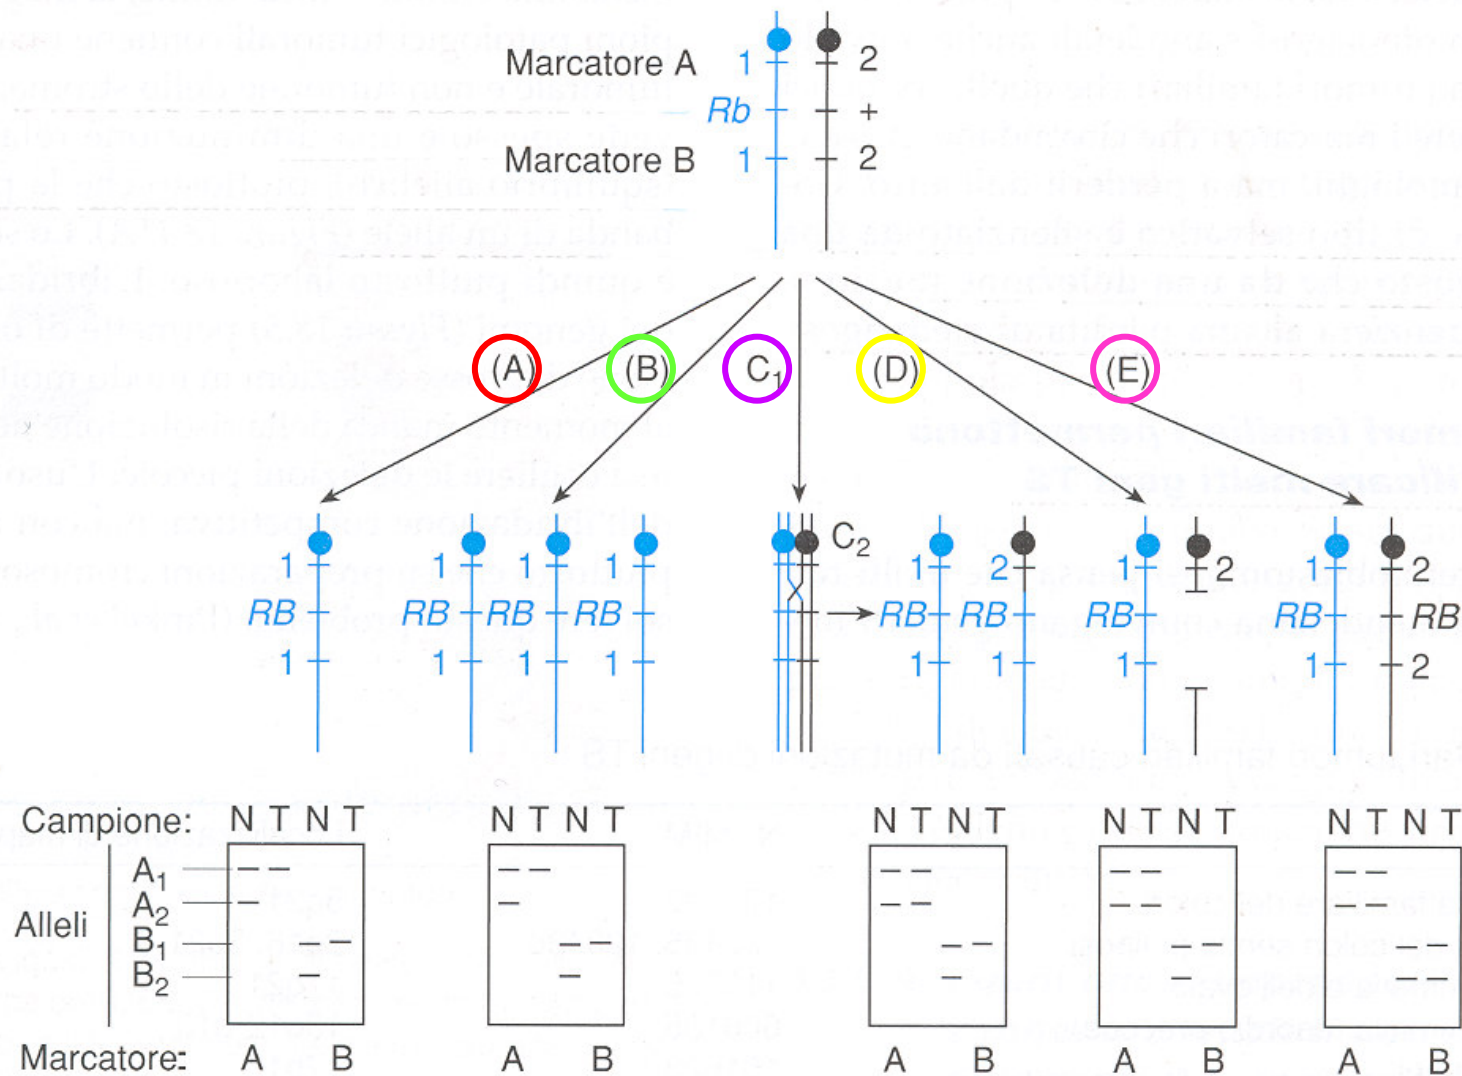 Marcatore A 1 2
Rb +
Marcatore B 1 2
(A) (B) C1 (D) (E)
C2
1 1 1 1 1 2 1 2 1 2
RB RB RB RB RB RB RB RB RB
1 1 1 1 1 1 1 1 2
Campione: N T N T N T N T N T N T N T N T N T N T
Alleli
A1
A2
B1
B2
Marcatore: A B A B A B A B A B